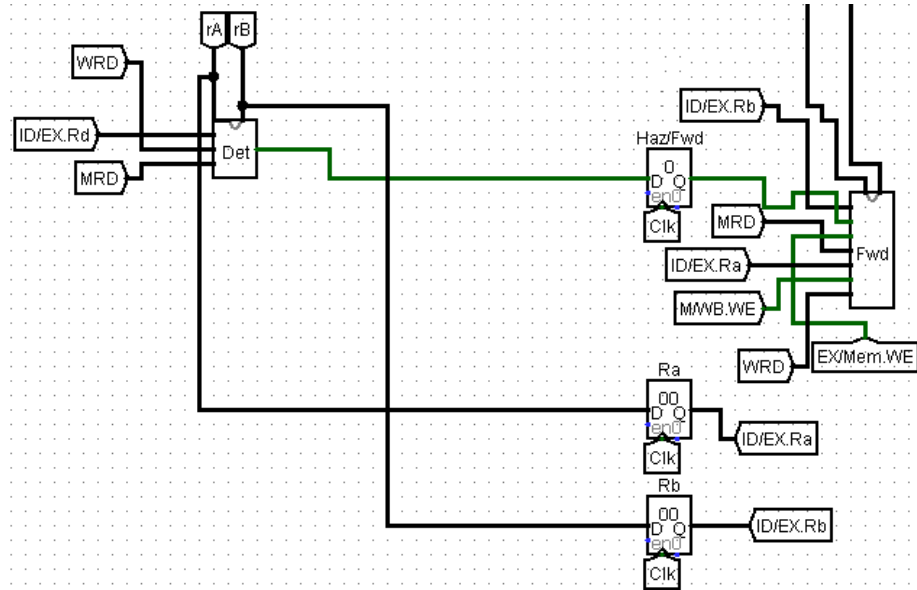 rA
rB
WRD
ID/EX.Rd
MRD
Det
ID/EX.Rb
Haz/Fwd
0
D Q
en0
Clk
MRD
ID/EX.Ra
M/WB.WE
Fwd
EX/Mem.WE
WRD
Ra
00
D Q
en0
Clk
ID/EX.Ra
Rb
00
D Q
en0
Clk
ID/EX.Rb